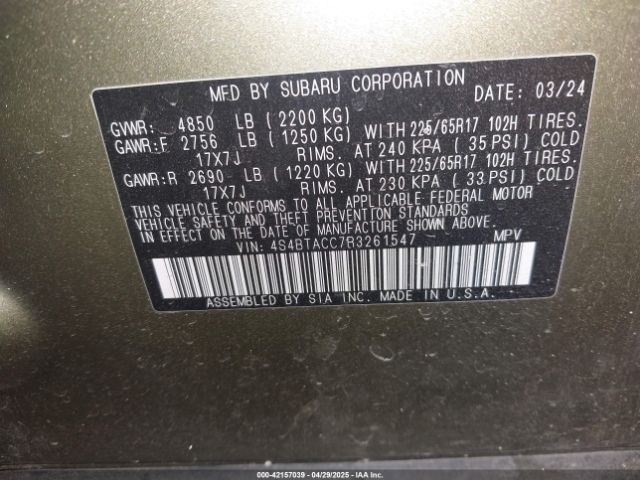 MFD BY SUBARU CORPORATION DATE: 03/24
GVWR: 4850 LB (2200 KG)
GAWR:F 2756 LB (1250 KG) WITH 225/65R17 102H TIRES.
17X7J RIMS. AT 240 KPA (35 PSI) COLD
GAWR:R 2690 LB (1220 KG) WITH 225/65R17 102H TIRES.
17X7J RIMS. AT 230 KPA (33 PSI) COLD
THIS VEHICLE CONFORMS TO ALL APPLICABLE FEDERAL MOTOR
VEHICLE SAFETY AND THEFT PREVENTION STANDARDS
IN EFFECT ON THE DATE OF MANUFACTURE SHOWN ABOVE.
VIN: 4S4BTACC7R3261547 MPV
ASSEMBLED BY SIA INC. MADE IN U.S.A.
000-42157039 04/29/2025 IAAI.COM